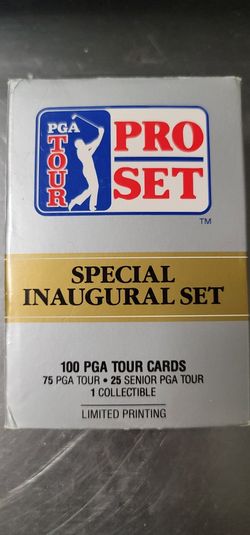 PGA
TOUR
PRO
SET
TM
SPECIAL
INAUGURAL SET
100 PGA TOUR CARDS
75 PGA TOUR • 25 SENIOR PGA TOUR
1 COLLECTIBLE
LIMITED PRINTING